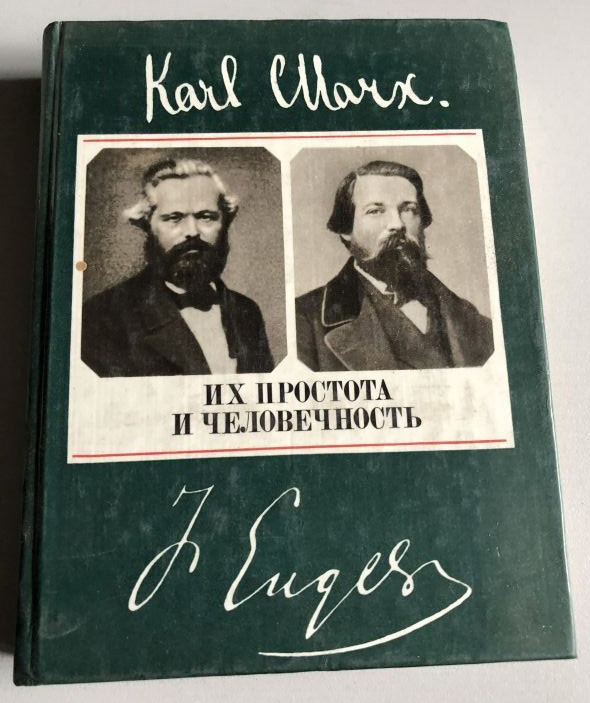 Karl Marx.
ИХ ПРОСТОТА
И ЧЕЛОВЕЧНОСТЬ
F Engels